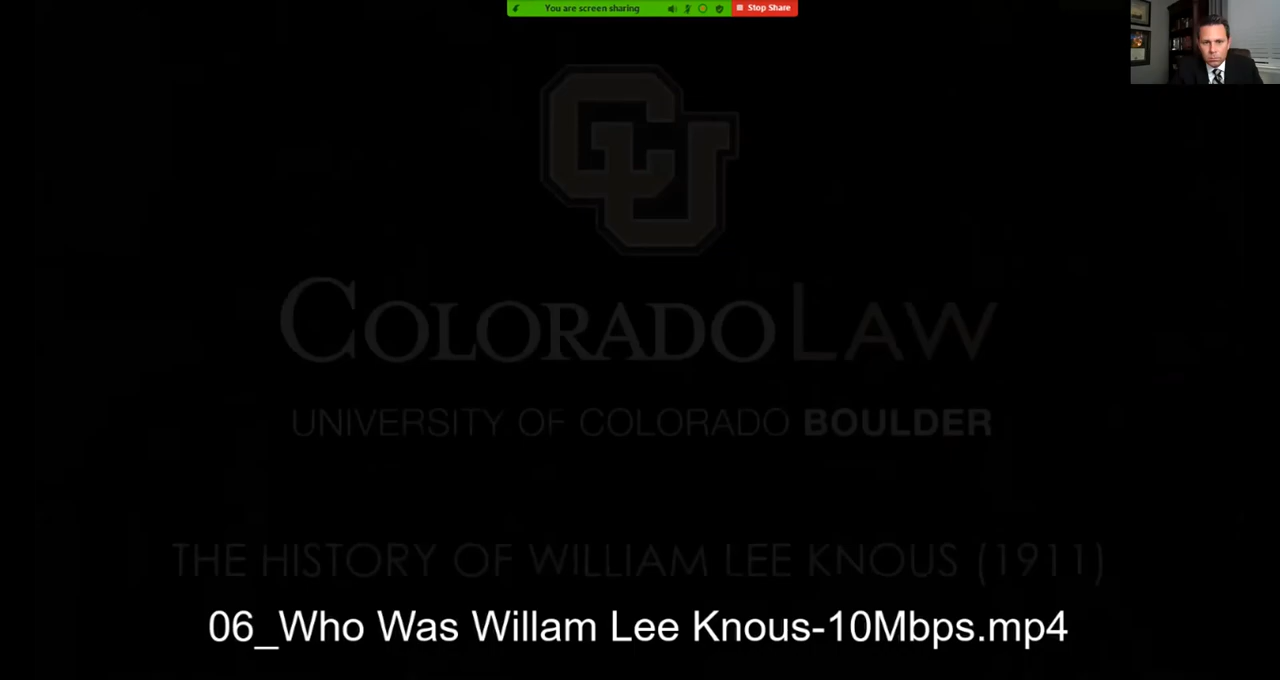 You are screen sharing
Stop Share
CU
COLORADO LAW
UNIVERSITY OF COLORADO BOULDER
THE HISTORY OF WILLIAM LEE KNOUS (1911)
06_Who Was Willam Lee Knous-10Mbps.mp4